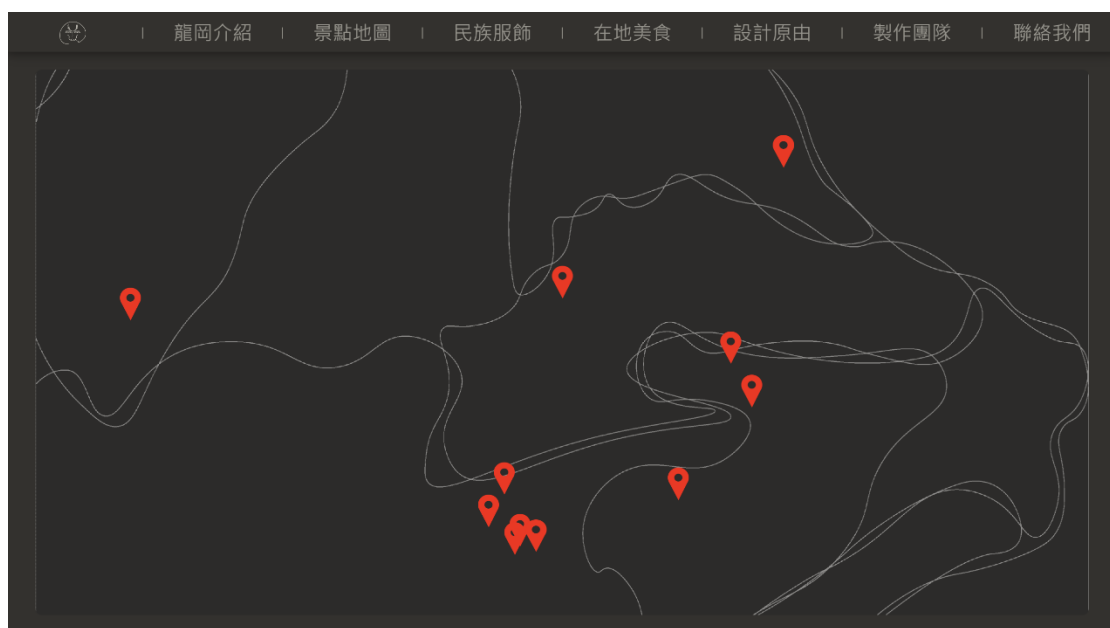 龍岡介紹 | 景點地圖 | 民族服飾 | 在地美食 | 設計原由 | 製作團隊 | 聯絡我們